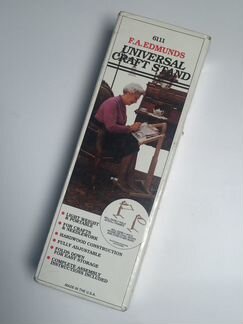 6111
F.A. EDMUNDS
UNIVERSAL
CRAFT STAND
• LIGHT WEIGHT
& PORTABLE
• FOR CRAFTS
& NEEDLEWORK
• HARDWOOD CONSTRUCTION
• FULLY ADJUSTABLE
• FOLDS DOWN
FOR EASY STORAGE
• COMPLETE ASSEMBLY
INSTRUCTIONS INCLUDED
MADE IN THE U.S.A.